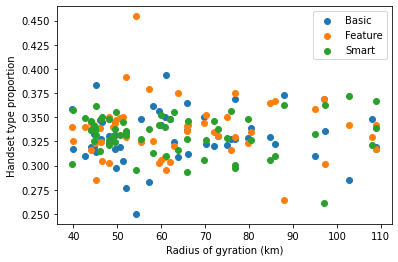 Handset type proportion
0.450
0.425
0.400
0.375
0.350
0.325
0.300
0.275
0.250
Basic
Feature
Smart
40 50 60 70 80 90 100 110
Radius of gyration (km)